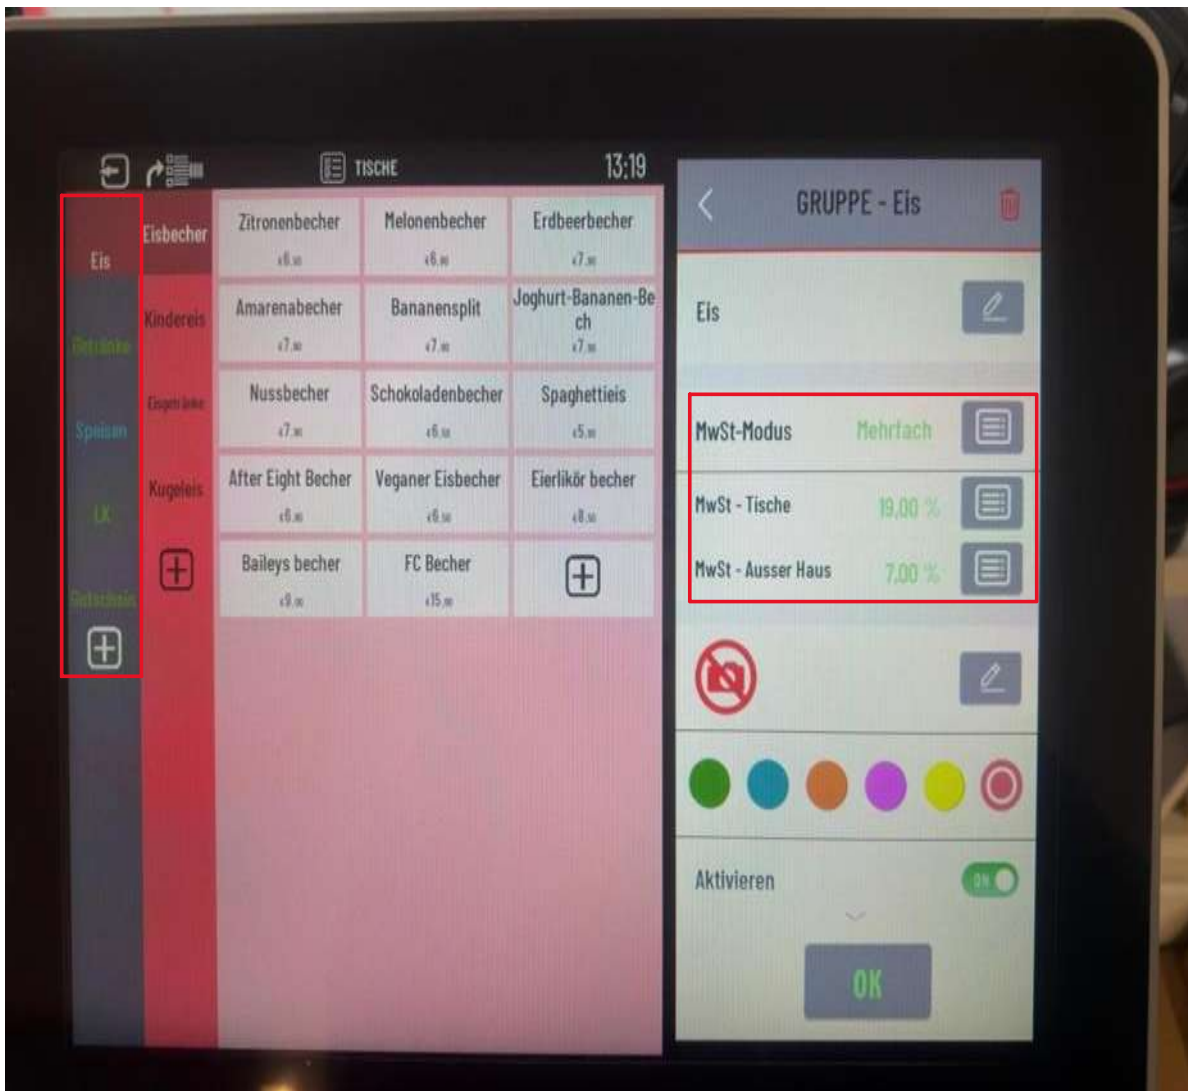 TISCHE
13:19
Eis
Getränke
Speisen
LK
Gutschein
Eisbecher
Kindereis
Eisgetränke
Kugeleis
Zitronenbecher
Melonenbecher
Erdbeerbecher
Amarenabecher
Bananensplit
Joghurt-Bananen-Be
ch
Nussbecher
Schokoladenbecher
Spaghettieis
After Eight Becher
Veganer Eisbecher
Eierlikör becher
Baileys becher
FC Becher
GRUPPE - Eis
Eis
MwSt-Modus Mehrfach
MwSt - Tische 19,00 %
MwSt - Ausser Haus 7,00 %
Aktivieren ON
OK